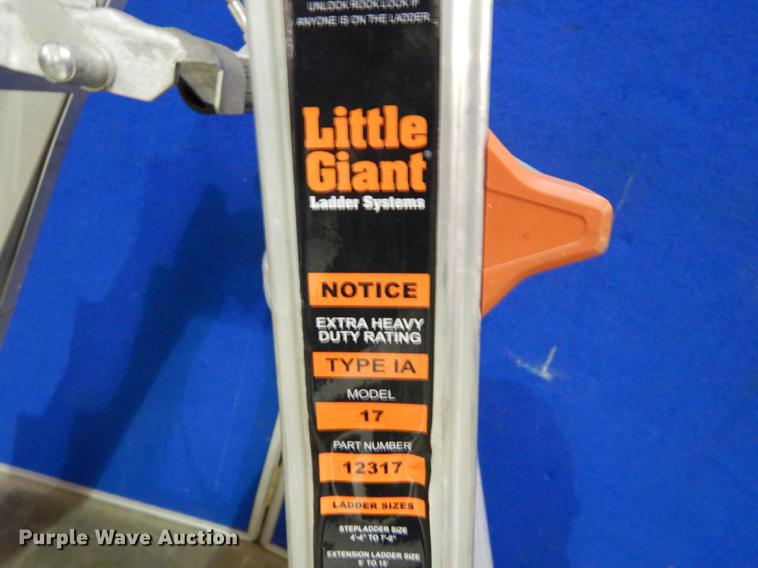 UNLOCK ROCK LOCK IF
ANYONE IS ON THE LADDER
Little
Giant®
Ladder Systems
NOTICE
EXTRA HEAVY
DUTY RATING
TYPE IA
MODEL
17
PART NUMBER
12317
LADDER SIZES
STEPLADDER SIZE
4'-4" TO 7'-0"
EXTENSION LADDER SIZE
9' TO 15'
Purple Wave Auction